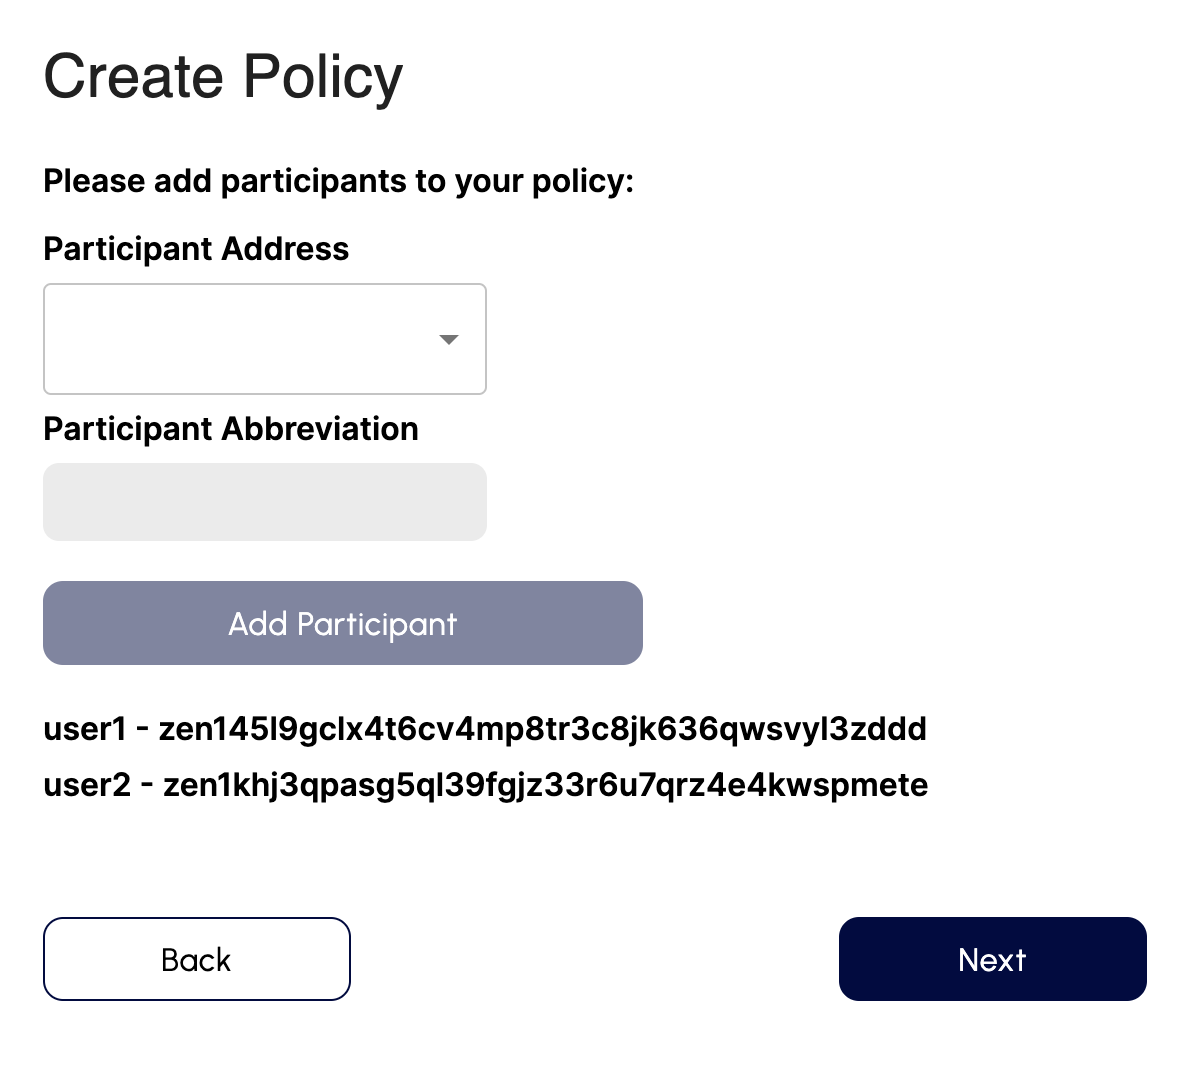 Create Policy
Please add participants to your policy:
Participant Address
Participant Abbreviation
Add Participant
user1 - zen145l9gclx4t6cv4mp8tr3c8jk636qwsvyl3zddd
user2 - zen1khj3qpasg5ql39fgjz33r6u7qrz4e4kwspmete
Back
Next